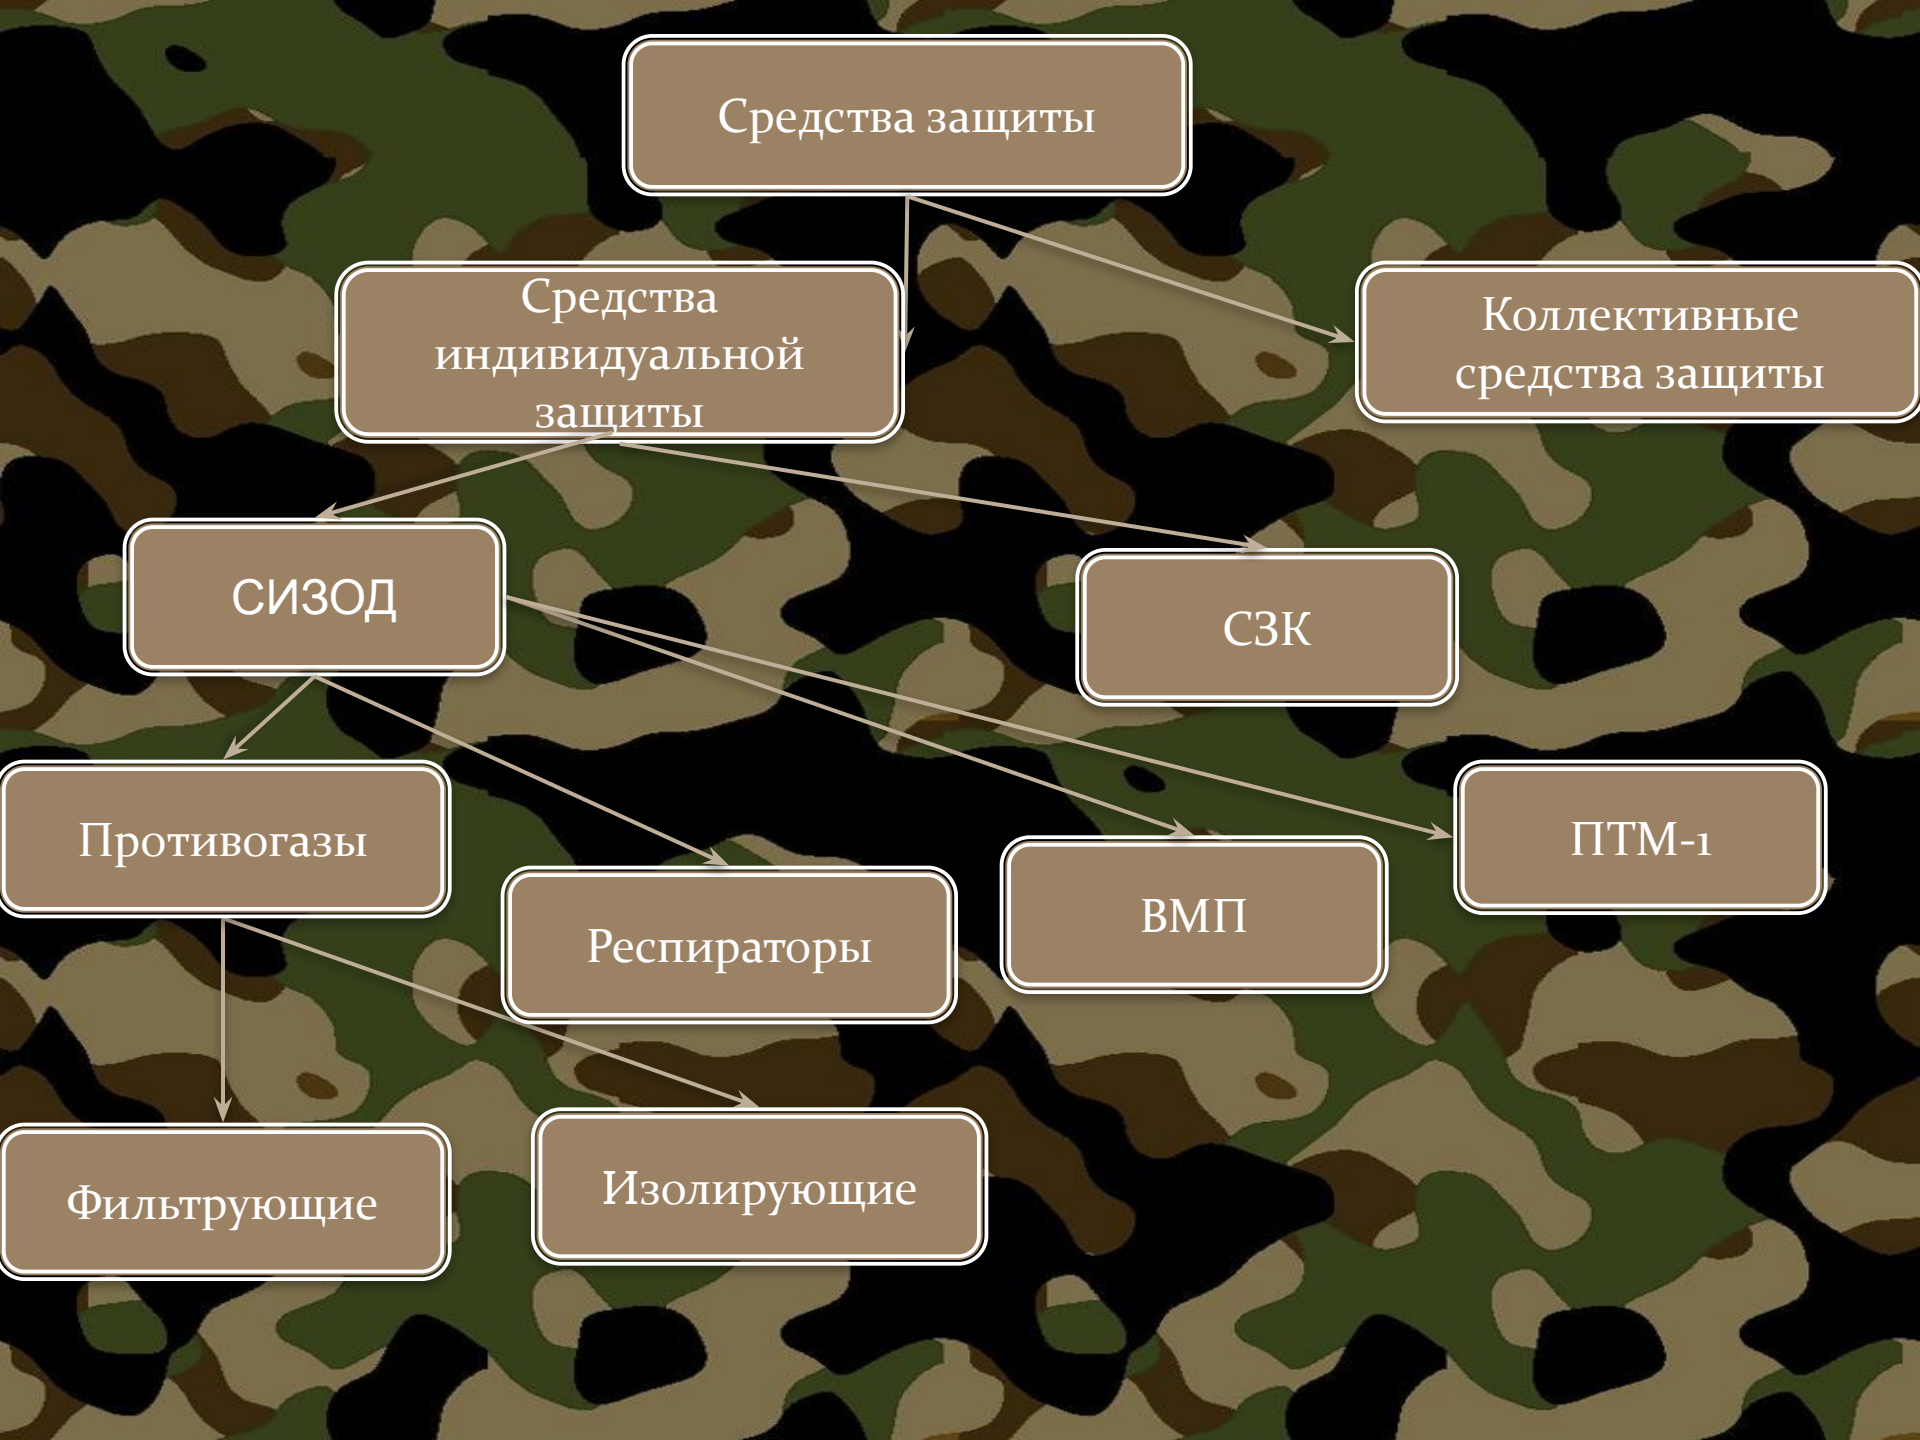 Средства защиты
Средства
индивидуальной
защиты
Коллективные
средства защиты
СИЗОД
СЗК
Противогазы
Респираторы
ВМП
ПТМ-1
Фильтрующие
Изолирующие